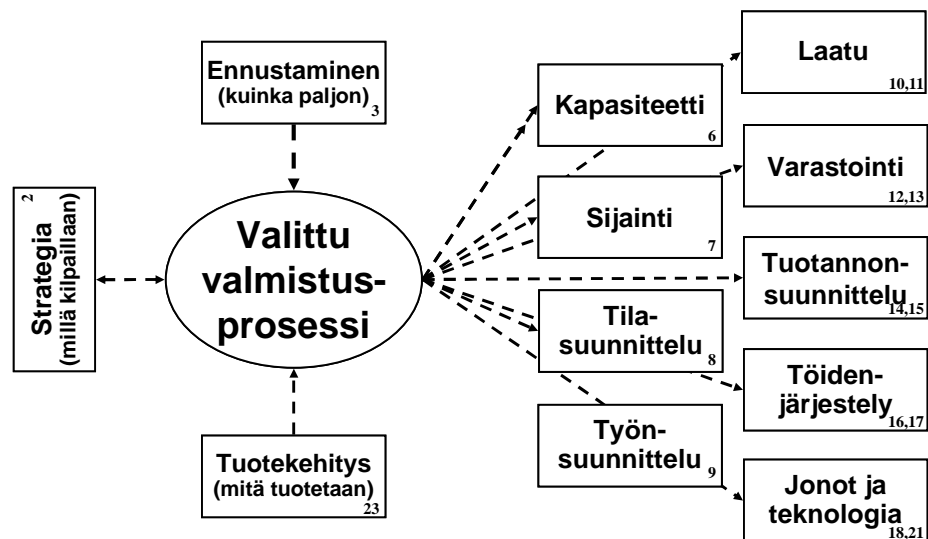 Ennustaminen
(kuinka paljon)
3
Strategia
(millä kilpaillaan)
2
Valittu
valmistus-
prosessi
Tuotekehitys
(mitä tuotetaan)
23
Kapasiteetti
6
Sijainti
7
Tila-
suunnittelu
8
Työn-
suunnittelu
9
Laatu
10,11
Varastointi
12,13
Tuotannon-
suunnittelu
14,15
Töiden-
järjestely
16,17
Jonot ja
teknologia
18,21